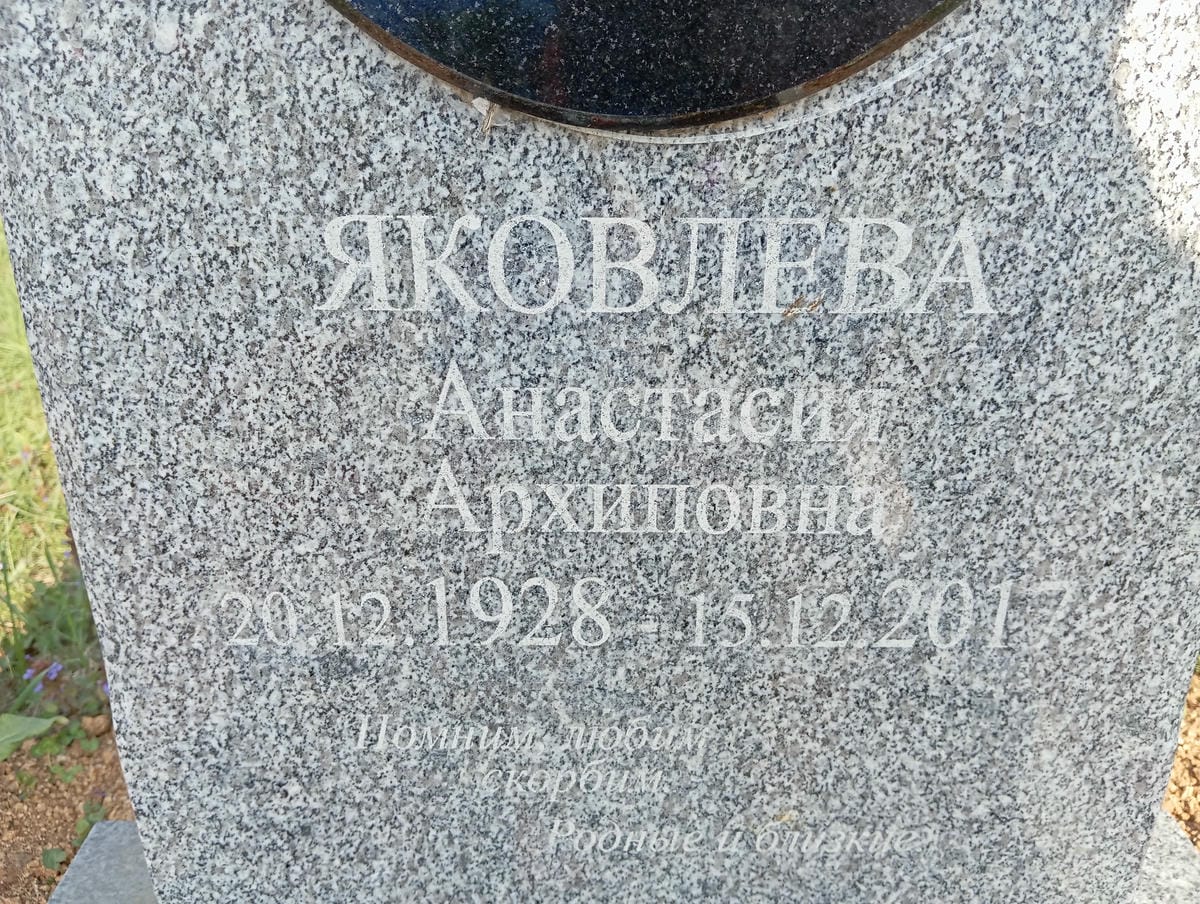 ЯКОВЛЕВА
Анастасия
Архиповна
20.12.1928 - 15.12.2017
Помним, любим
скорбим.
Родные и близкие